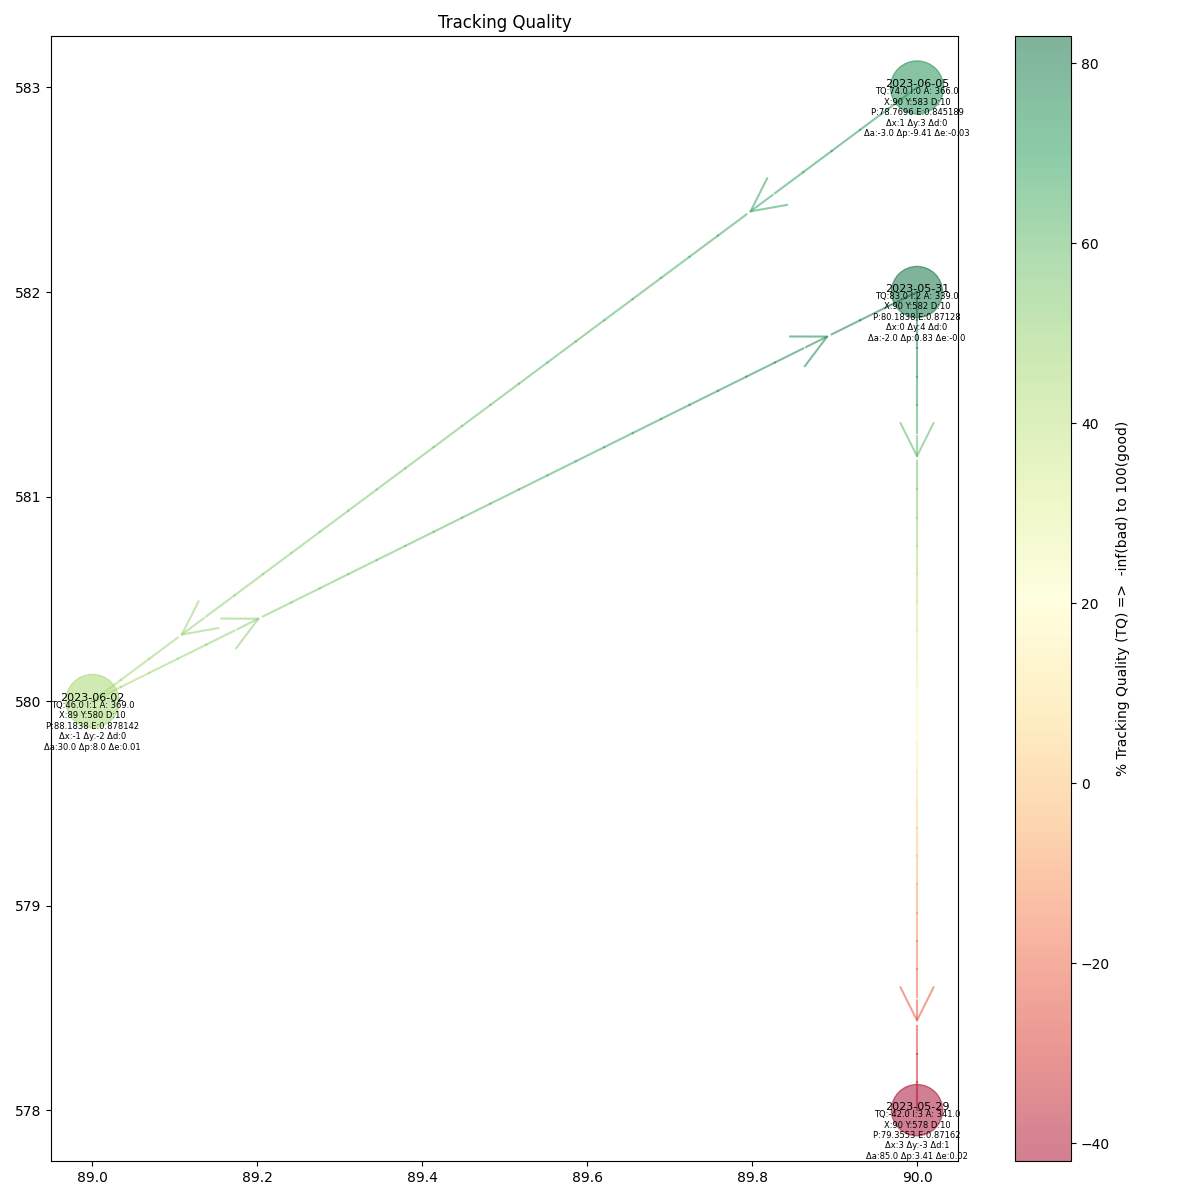 Tracking Quality
583
582
581
580
579
578
89.0
89.2
89.4
89.6
89.8
90.0
2023-06-05
TQ:74.0 I:0 A: 366.0
X:90 Y:583 D:10
P:78.7696 E:0.845189
Δx:1 Δy:3 Δd:0
Δa:-3.0 Δp:-9.41 Δe:-0.03
2023-05-31
TQ:83.0 I:2 A: 339.0
X:90 Y:582 D:10
P:80.1838 E:0.87128
Δx:0 Δy:4 Δd:0
Δa:-2.0 Δp:0.83 Δe:-0.0
2023-06-02
TQ:46.0 I:1 A: 369.0
X:89 Y:580 D:10
P:88.1838 E:0.878142
Δx:-1 Δy:-2 Δd:0
Δa:30.0 Δp:8.0 Δe:0.01
2023-05-29
TQ:-42.0 I:3 A: 341.0
X:90 Y:578 D:10
P:79.3553 E:0.87162
Δx:3 Δy:-3 Δd:1
Δa:85.0 Δp:3.41 Δe:0.02
80
60
40
20
0
−20
−40
% Tracking Quality (TQ) => -inf(bad) to 100(good)